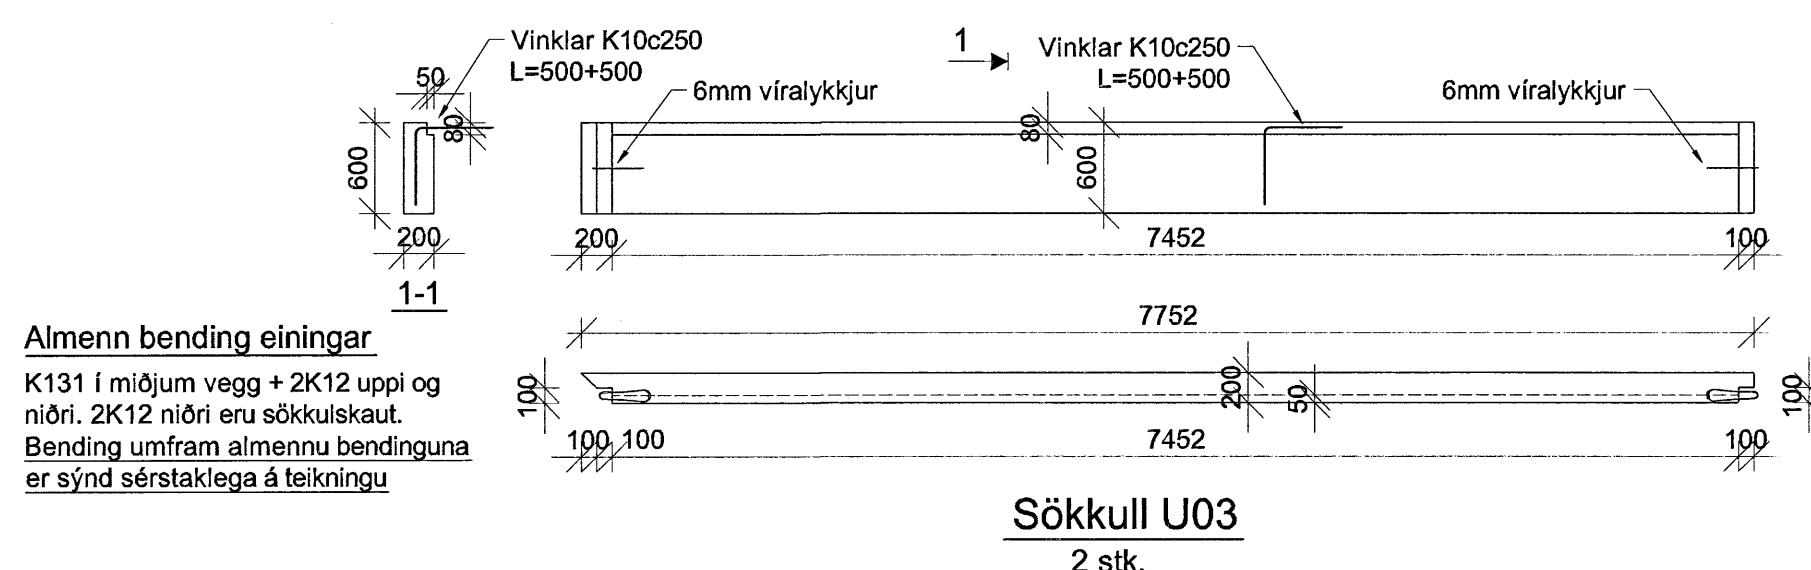 Vinklar K10c250
L=500+500
50
6mm víralykkjur
80
600
200
1-1
1
Vinklar K10c250
L=500+500
6mm víralykkjur
80
600
200
7452
100
7752
Almenn bending einingar
K131 í miðjum vegg + 2K12 uppi og
niðri. 2K12 niðri eru sökkulskaut.
Bending umfram almennu bendinguna
er sýnd sérstaklega á teikningu
100
200
50
100
100
100
7452
100
Sökkull U03
2 stk.